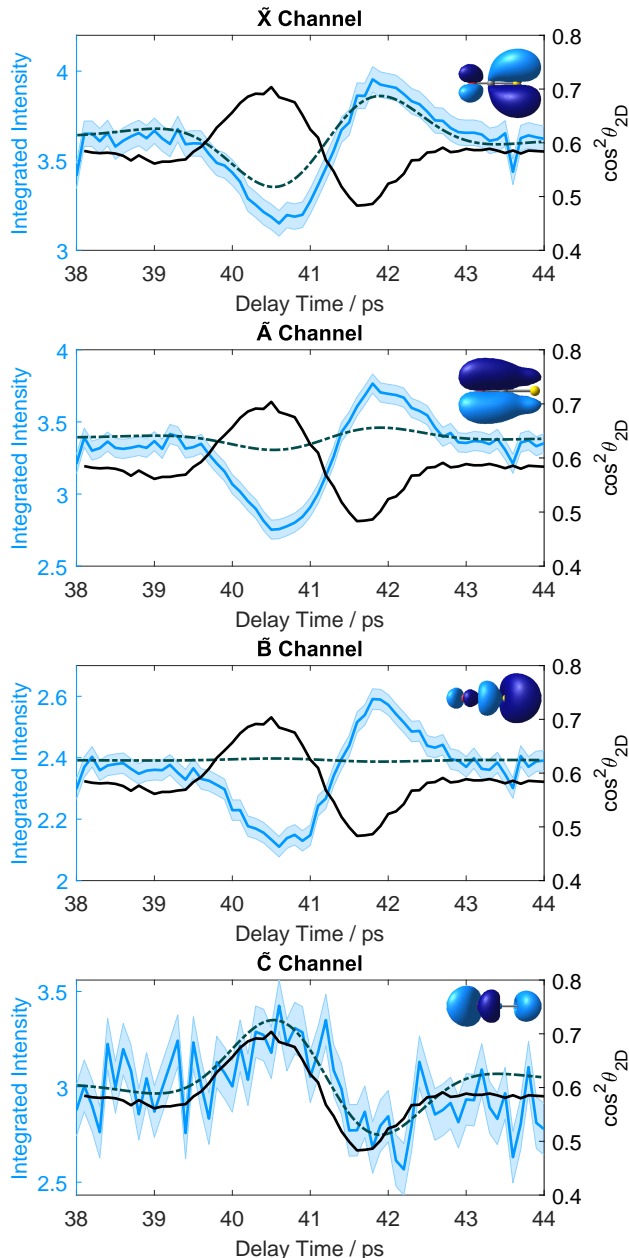 X̃ Channel
Integrated Intensity
4
3.5
3
0.8
0.7
0.6
0.5
0.4
cos²θ₂D
38 39 40 41 42 43 44
Delay Time / ps
Ã Channel
Integrated Intensity
4
3.5
3
2.5
0.8
0.7
0.6
0.5
0.4
cos²θ₂D
38 39 40 41 42 43 44
Delay Time / ps
B̃ Channel
Integrated Intensity
2.6
2.4
2.2
2
0.8
0.7
0.6
0.5
0.4
cos²θ₂D
38 39 40 41 42 43 44
Delay Time / ps
C̃ Channel
Integrated Intensity
3.5
3
2.5
0.8
0.7
0.6
0.5
0.4
cos²θ₂D
38 39 40 41 42 43 44
Delay Time / ps